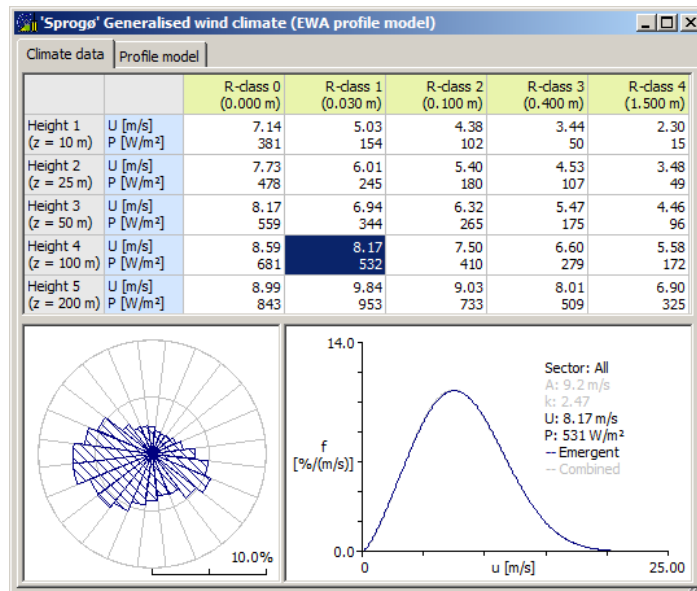 'Sprogø' Generalised wind climate (EWA profile model)
Climate data Profile model
R-class 0 R-class 1 R-class 2 R-class 3 R-class 4
(0.000 m) (0.030 m) (0.100 m) (0.400 m) (1.500 m)
Height 1 U [m/s] 7.14 5.03 4.38 3.44 2.30
(z = 10 m) P [W/m²] 381 154 102 50 15
Height 2 U [m/s] 7.73 6.01 5.40 4.53 3.48
(z = 25 m) P [W/m²] 478 245 180 107 49
Height 3 U [m/s] 8.17 6.94 6.32 5.47 4.46
(z = 50 m) P [W/m²] 559 344 265 175 96
Height 4 U [m/s] 8.59 8.17 7.50 6.60 5.58
(z = 100 m) P [W/m²] 681 532 410 279 172
Height 5 U [m/s] 8.99 9.84 9.03 8.01 6.90
(z = 200 m) P [W/m²] 843 953 733 509 325
10.0%
14.0
f
[%/(m/s)]
0.0
0 u [m/s] 25.00
Sector: All
A: 9.2 m/s
k: 2.47
U: 8.17 m/s
P: 531 W/m²
-- Emergent
-- Combined